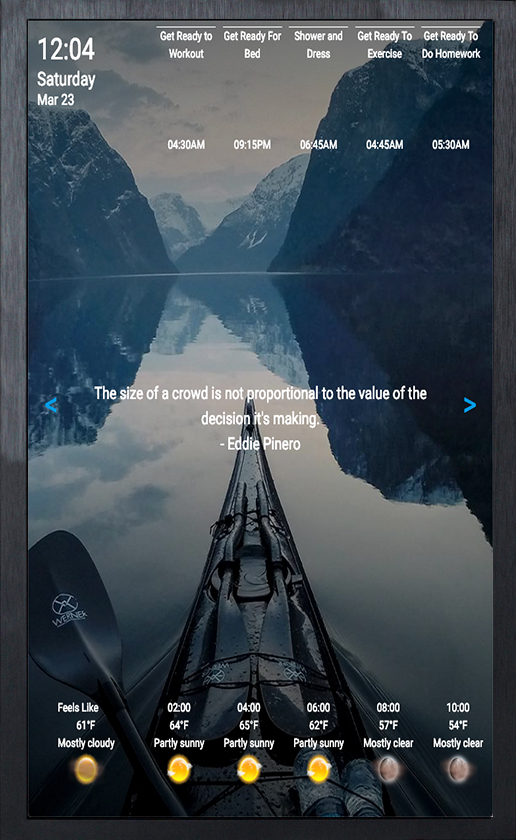 12:04
Saturday
Mar 23
Get Ready to
Workout
04:30AM
Get Ready For
Bed
09:15PM
Shower and
Dress
06:45AM
Get Ready To
Exercise
04:45AM
Get Ready To
Do Homework
05:30AM
<
The size of a crowd is not proportional to the value of the
decision it's making.
- Eddie Pinero
>
WERNER
Feels Like
61°F
Mostly cloudy
02:00
64°F
Partly sunny
04:00
65°F
Partly sunny
06:00
62°F
Partly sunny
08:00
57°F
Mostly clear
10:00
54°F
Mostly clear